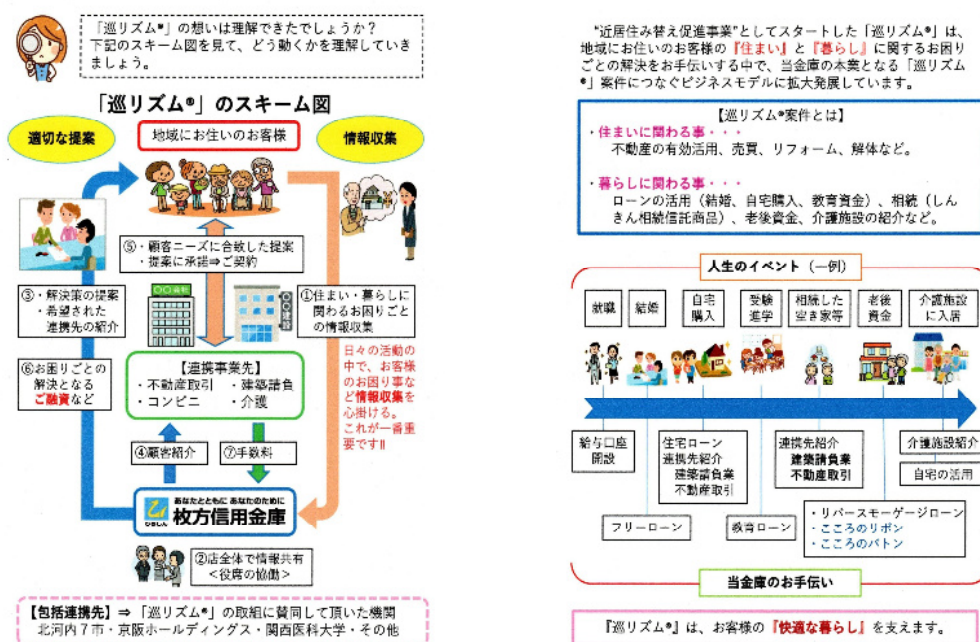 「巡リズム®」の想いは理解できたでしょうか？
下記のスキーム図を見て、どう動くかを理解していき
ましょう。
「巡リズム®」のスキーム図
適切な提案
地域にお住いのお客様
情報収集
⑤・顧客ニーズに合致した提案
・提案に承諾⇒ご契約
③・解決策の提案
・希望された
連携先の紹介
①住まい・暮らしに
関わるお困りごと
の情報収集
⑥お困りごとの
解決となる
ご融資など
日々の活動の
中で、お客様
のお困り事な
ど情報収集を
心掛ける。
これが一番重
要です!!
【連携事業先】
・不動産取引 ・建築請負
・コンビニ ・介護
④顧客紹介
⑦手数料
ひらしん
あなたとともに あなたのために
枚方信用金庫
②店全体で情報共有
＜役席の協働＞
【包括連携先】⇒「巡リズム®」の取組に賛同して頂いた機関
北河内７市・京阪ホールディングス・関西医科大学・その他
“近居住み替え促進事業”としてスタートした「巡リズム®」は、
地域にお住いのお客様の『住まい』と『暮らし』に関するお困り
ごとの解決をお手伝いする中で、当金庫の本業となる「巡リズム
®」案件につなぐビジネスモデルに拡大発展しています。
【巡リズム®案件とは】
・住まいに関わる事・・・
不動産の有効活用、売買、リフォーム、解体など。
・暮らしに関わる事・・・
ローンの活用（結婚、自宅購入、教育資金）、相続（しん
きん相続信託商品）、老後資金、介護施設の紹介など。
人生のイベント（一例）
就職
結婚
自宅
購入
受験
進学
相続した
空き家等
老後
資金
介護施設
に入居
給与口座
開設
住宅ローン
連携先紹介
建築請負業
不動産取引
連携先紹介
建築請負業
不動産取引
介護施設紹介
自宅の活用
フリーローン
教育ローン
・リバースモーゲージローン
・こころのリボン
・こころのバトン
当金庫のお手伝い
『巡リズム®』は、お客様の『快適な暮らし』を支えます。